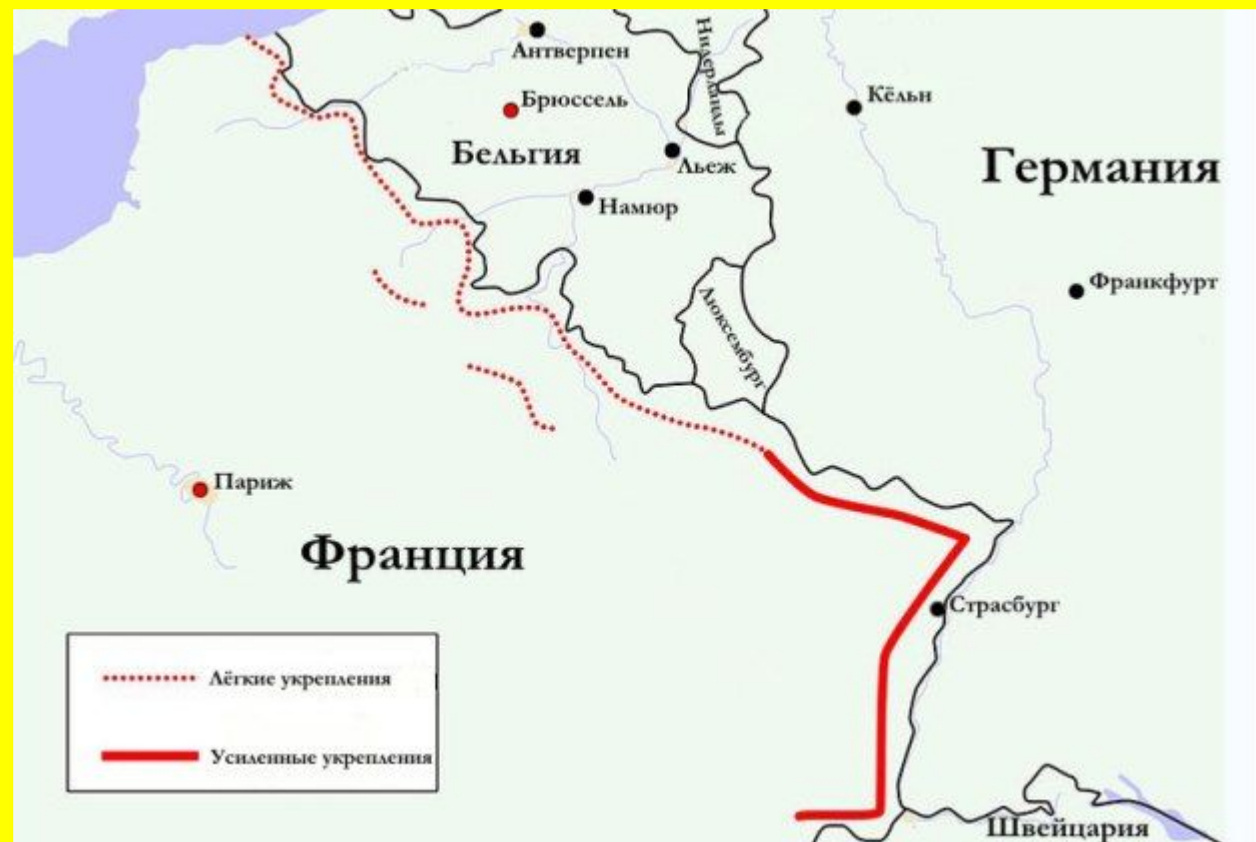 Антверпен
Нидерланды
Кёльн
Брюссель
Бельгия
Льеж
Германия
Намюр
Франкфурт
Люксембург
Париж
Франция
Страсбург
Лёгкие укрепления
Усиленные укрепления
Швейцария